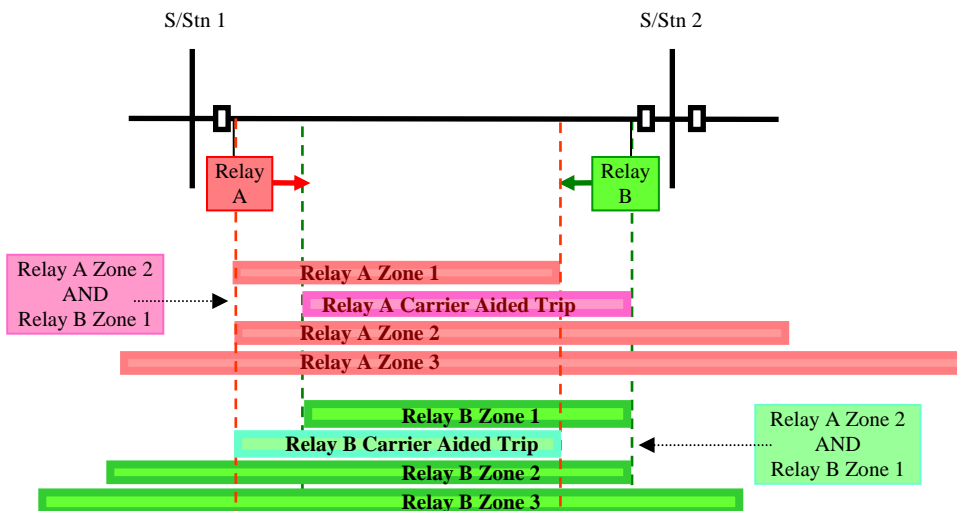 S/Stn 1
S/Stn 2
Relay
A
Relay
B
Relay A Zone 2
AND
Relay B Zone 1
Relay A Zone 1
Relay A Carrier Aided Trip
Relay A Zone 2
Relay A Zone 3
Relay B Zone 1
Relay B Carrier Aided Trip
Relay B Zone 2
Relay B Zone 3
Relay A Zone 2
AND
Relay B Zone 1